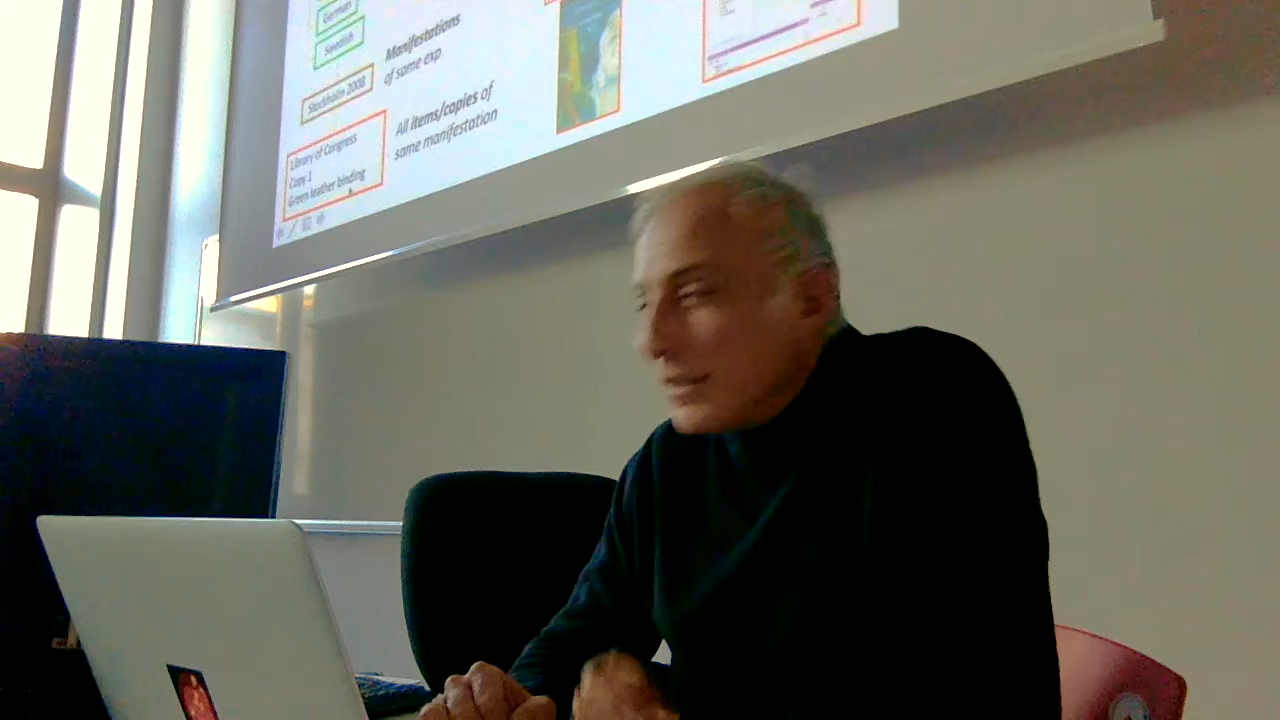 German
Swedish
Manifestations
of same exp
Stockholm 2008
All items/copies of
same manifestation
Library of Congress
Copy 1
Green leather binding